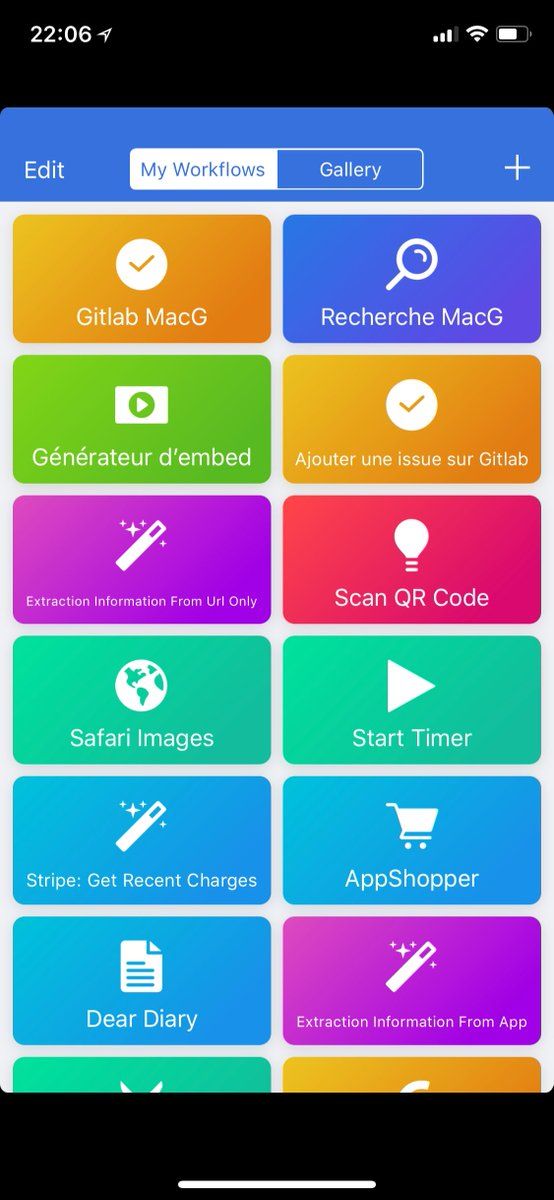 22:06
Edit
My Workflows
Gallery
Gitlab MacG
Recherche MacG
Générateur d’embed
Ajouter une issue sur Gitlab
Extraction Information From Url Only
Scan QR Code
Safari Images
Start Timer
Stripe: Get Recent Charges
AppShopper
Dear Diary
Extraction Information From App